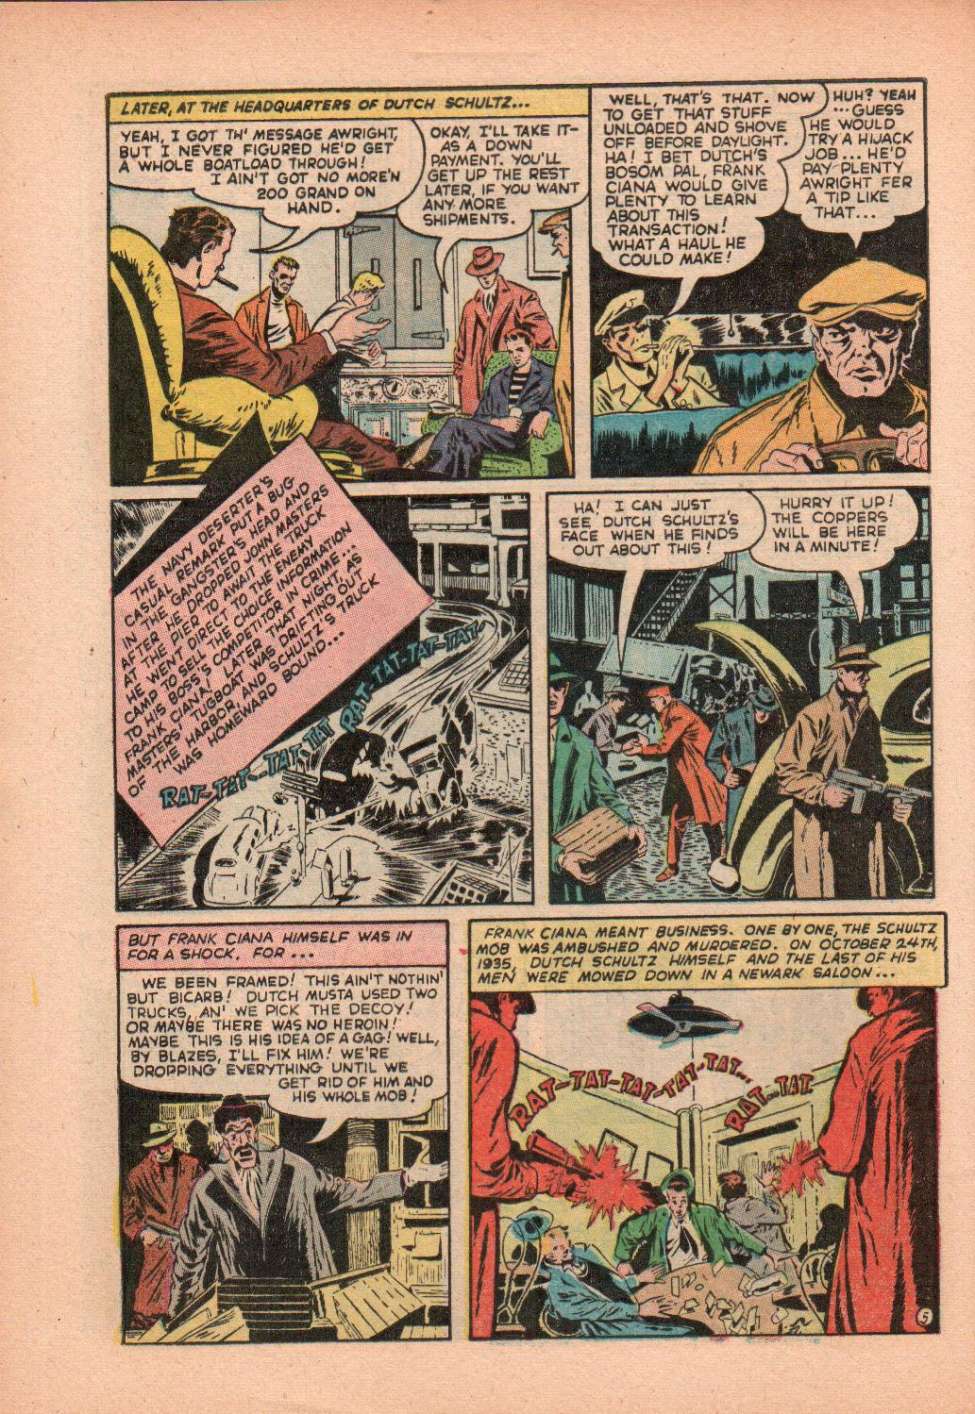 LATER, AT THE HEADQUARTERS OF DUTCH SCHULTZ...
YEAH, I GOT TH' MESSAGE AWRIGHT,
BUT I NEVER FIGURED HE'D GET
A WHOLE BOATLOAD THROUGH!
I AIN'T GOT NO MORE'N
200 GRAND ON
HAND.
OKAY, I'LL TAKE IT—
AS A DOWN
PAYMENT. YOU'LL
GET UP THE REST
LATER, IF YOU WANT
ANY MORE
SHIPMENTS.
WELL, THAT'S THAT. NOW
TO GET THAT STUFF
UNLOADED AND SHOVE
OFF BEFORE DAYLIGHT.
HA! I BET DUTCH'S
BOSOM PAL, FRANK
CIANA WOULD GIVE
PLENTY TO LEARN
ABOUT THIS
TRANSACTION!
WHAT A HAUL HE
COULD MAKE!
HUH? YEAH
...GUESS
HE WOULD
TRY A HIJACK
JOB... HE'D
PAY PLENTY
AWRIGHT FER
A TIP LIKE
THAT...
THE NAVY DESERTER'S
CASUAL REMARK PUT A BUG
IN THE GANGSTER'S HEAD AND
AFTER HE DROPPED JOHN MASTERS
AT THE PIER TO AWAIT THE TRUCK
HE WENT DIRECT TO THE ENEMY
CAMP TO SELL THE CHOICE INFORMATION
TO HIS BOSS'S COMPETITOR IN CRIME...
FRANK CIANA! LATER THAT NIGHT, AS
MASTERS' TUGBOAT WAS DRIFTING OUT
OF THE HARBOR, AND SCHULTZ'S TRUCK
WAS HOMEWARD BOUND...
RAT-TAT-..TAT,TAT RAT-TAT-TAT-TAT-
HA! I CAN JUST
SEE DUTCH SCHULTZ'S
FACE WHEN HE FINDS
OUT ABOUT THIS!
HURRY IT UP!
THE COPPERS
WILL BE HERE
IN A MINUTE!
BUT FRANK CIANA HIMSELF WAS IN
FOR A SHOCK, FOR...
WE BEEN FRAMED! THIS AIN'T NOTHIN'
BUT BICARB! DUTCH MUSTA USED TWO
TRUCKS, AN' WE PICK THE DECOY!
OR MAYBE THERE WAS NO HEROIN!
MAYBE THIS IS HIS IDEA OF A GAG! WELL,
BY BLAZES, I'LL FIX HIM! WE'RE
DROPPING EVERYTHING UNTIL WE
GET RID OF HIM AND
HIS WHOLE MOB!
FRANK CIANA MEANT BUSINESS. ONE BY ONE, THE SCHULTZ
MOB WAS AMBUSHED AND MURDERED. ON OCTOBER 24TH,
1935, DUTCH SCHULTZ HIMSELF AND THE LAST OF HIS
MEN WERE MOWED DOWN IN A NEWARK SALOON...
RAT-TAT-TAT-TAT-TAT... RAT...TAT.
5